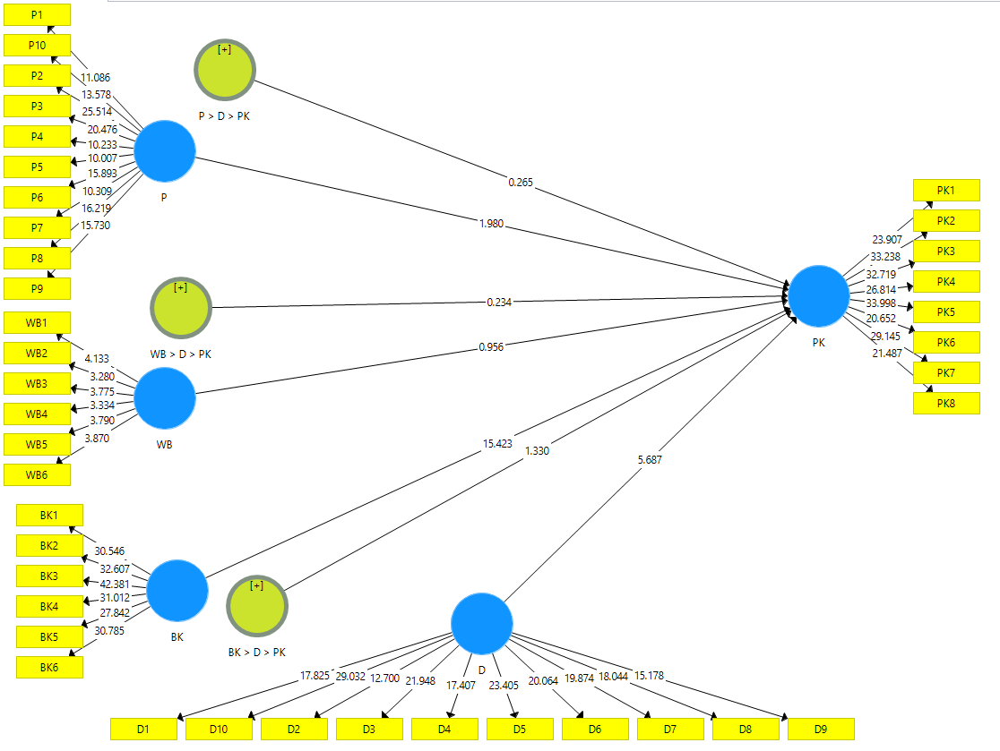 P1
P10
P2
P3
P4
P5
P6
P7
P8
P9
11.086
13.578
25.514
20.476
10.233
10.007
15.893
10.309
16.219
15.730
P
[+]
P > D > PK
0.265
1.980
WB1
WB2
WB3
WB4
WB5
WB6
4.133
3.280
3.775
3.334
3.790
3.870
WB
[+]
WB > D > PK
0.234
0.956
BK1
BK2
BK3
BK4
BK5
BK6
30.546
32.607
42.381
31.012
27.842
30.785
BK
[+]
BK > D > PK
15.423
1.330
5.687
PK
23.907
33.238
32.719
26.814
33.998
20.652
29.145
21.487
PK1
PK2
PK3
PK4
PK5
PK6
PK7
PK8
D
17.825
29.032
12.700
21.948
17.407
23.405
20.064
19.874
18.044
15.178
D1
D10
D2
D3
D4
D5
D6
D7
D8
D9